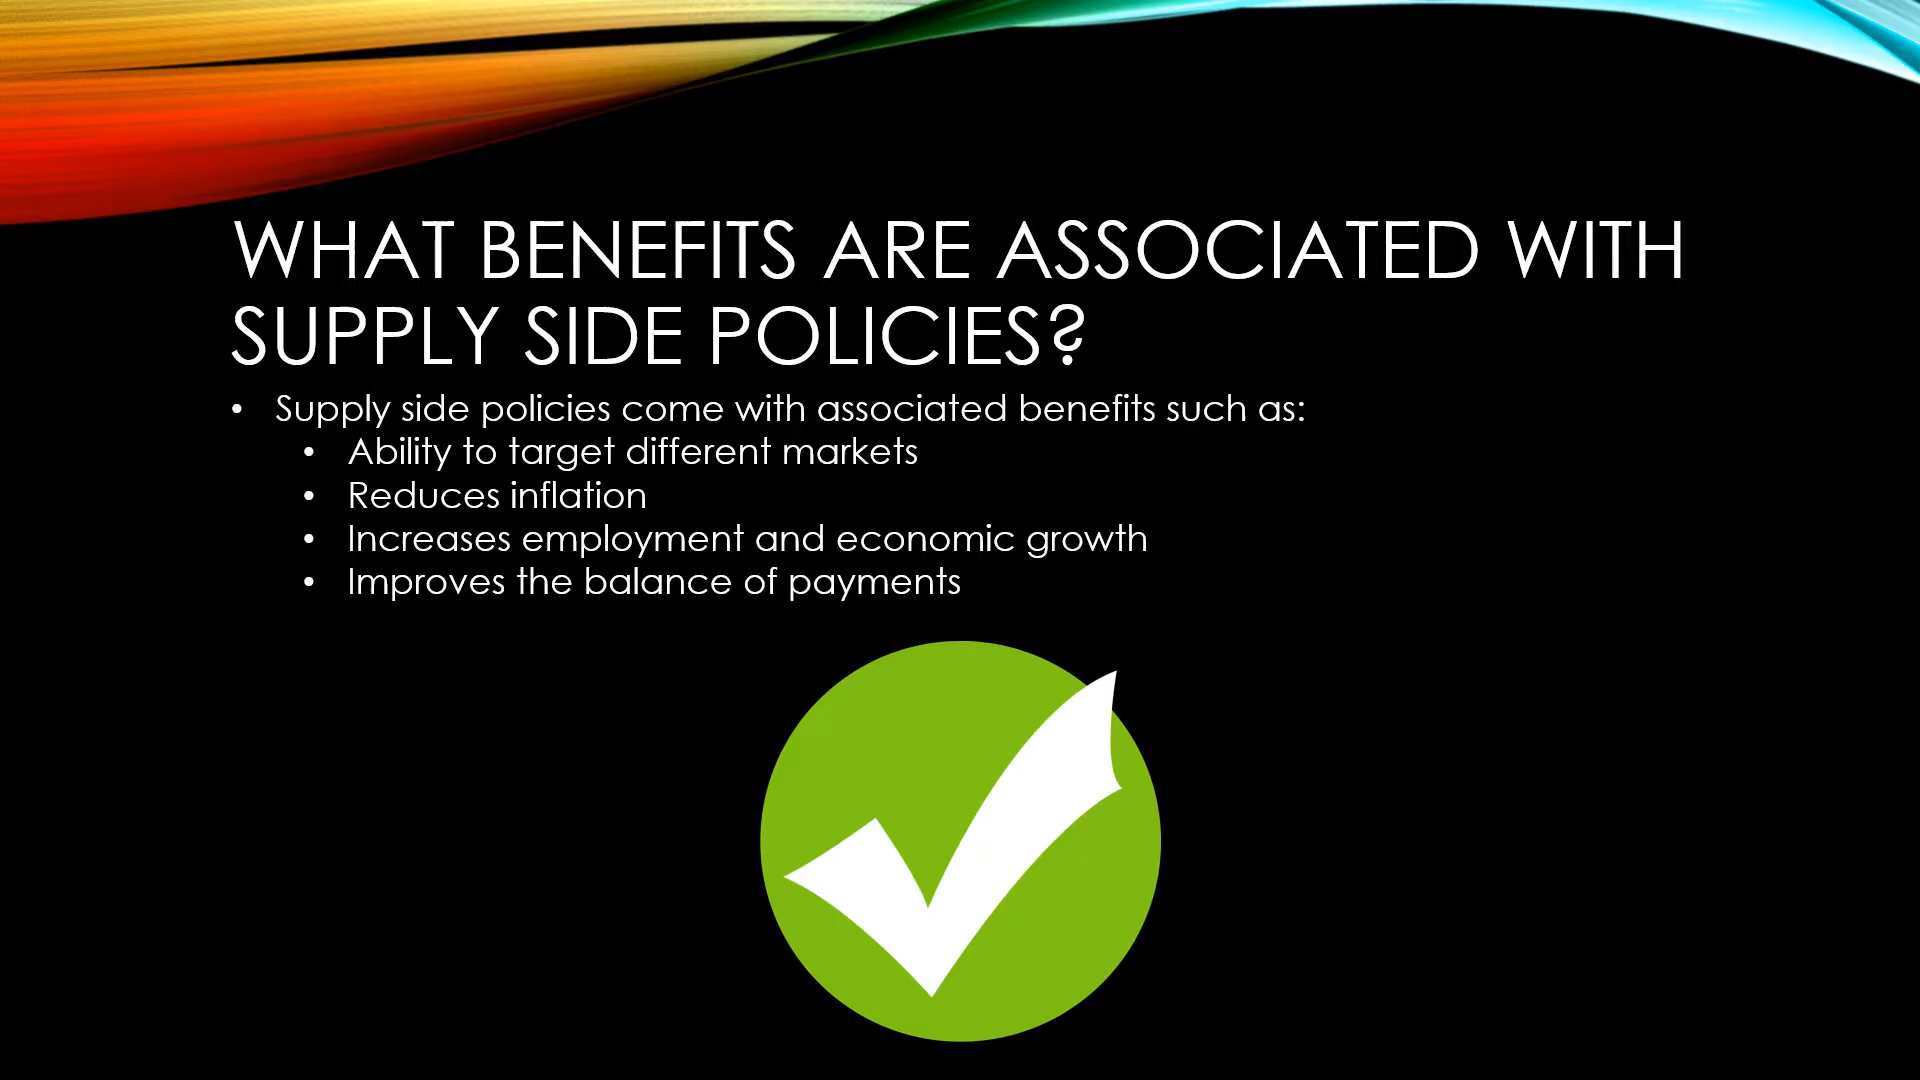 WHAT BENEFITS ARE ASSOCIATED WITH
SUPPLY SIDE POLICIES?
• Supply side policies come with associated benefits such as:
• Ability to target different markets
• Reduces inflation
• Increases employment and economic growth
• Improves the balance of payments